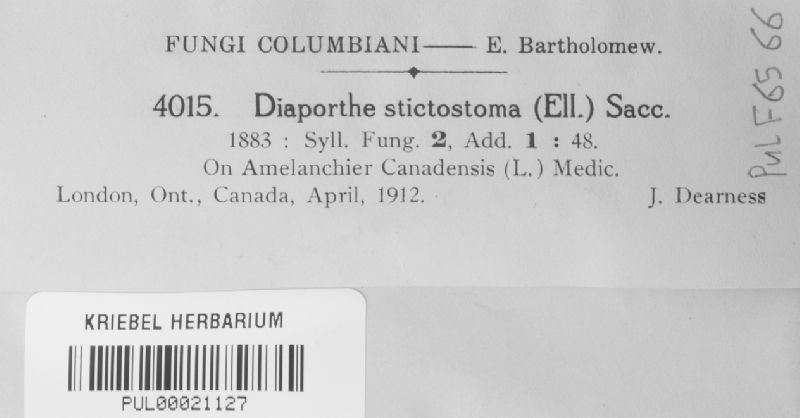 FUNGI COLUMBIANI—— E. Bartholomew.
4015. Diaporthe stictostoma (Ell.) Sacc.
1883 : Syll. Fung. 2, Add. 1 : 48.
On Amelanchier Canadensis (L.) Medic.
London, Ont., Canada, April, 1912. J. Dearness
PUL F65 66
KRIEBEL HERBARIUM
PUL00021127